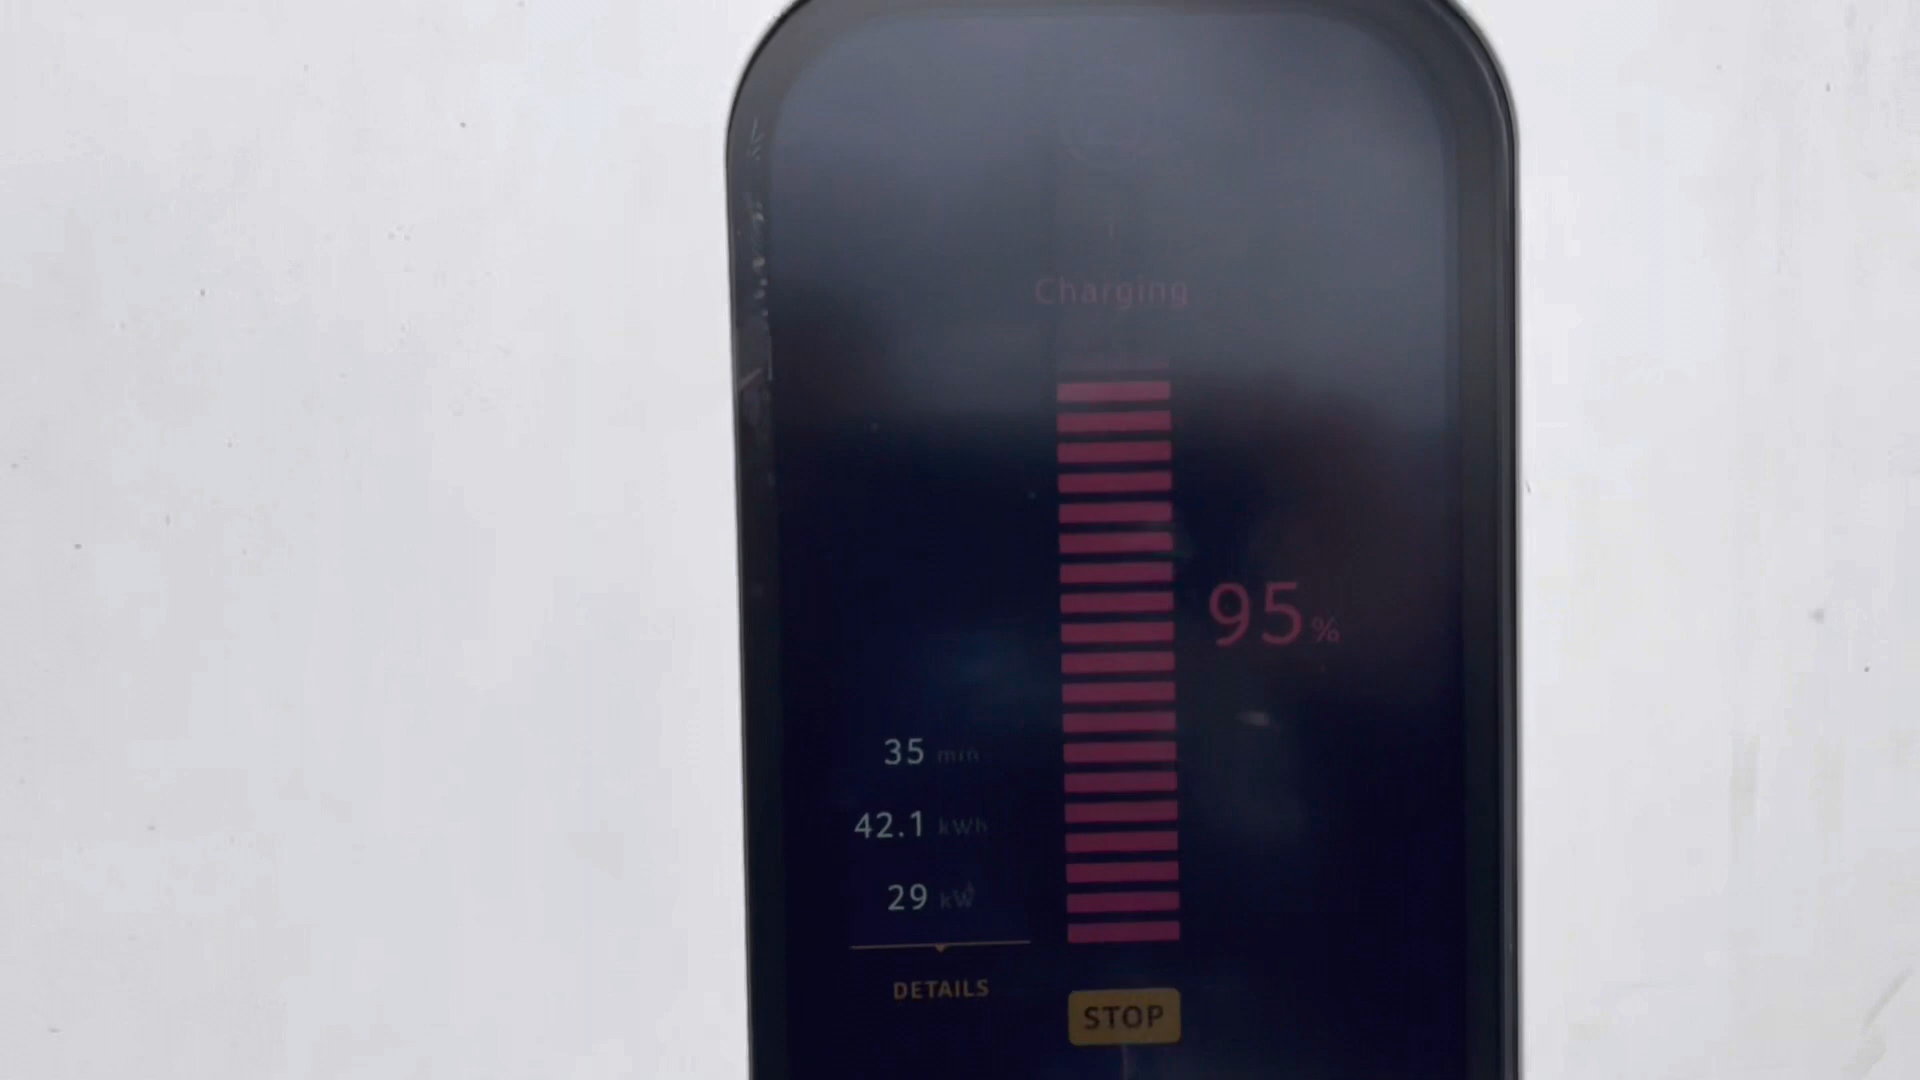 Charging
95%
35 min
42.1 kWh
29 kW
DETAILS
STOP